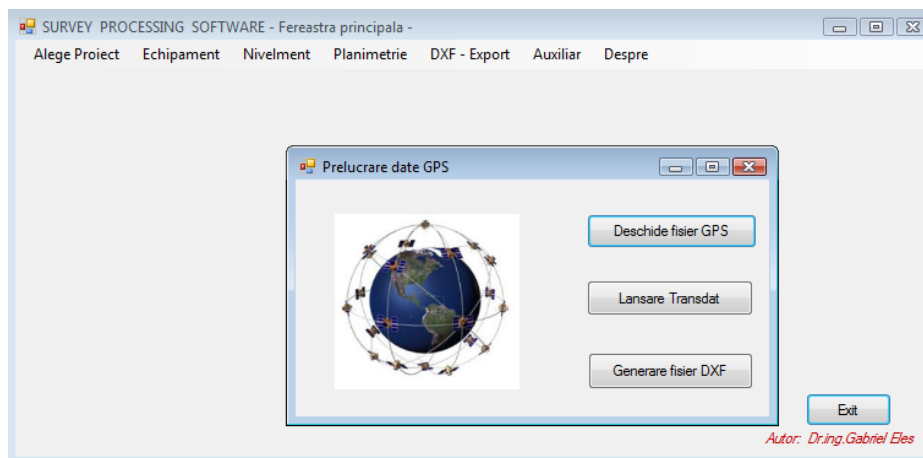 SURVEY PROCESSING SOFTWARE - Fereastra principala -
Alege Proiect Echipament Nivelment Planimetrie DXF - Export Auxiliar Despre
Prelucrare date GPS
Deschide fisier GPS
Lansare Transdat
Generare fisier DXF
Exit
Autor: Dr.ing.Gabriel Eles